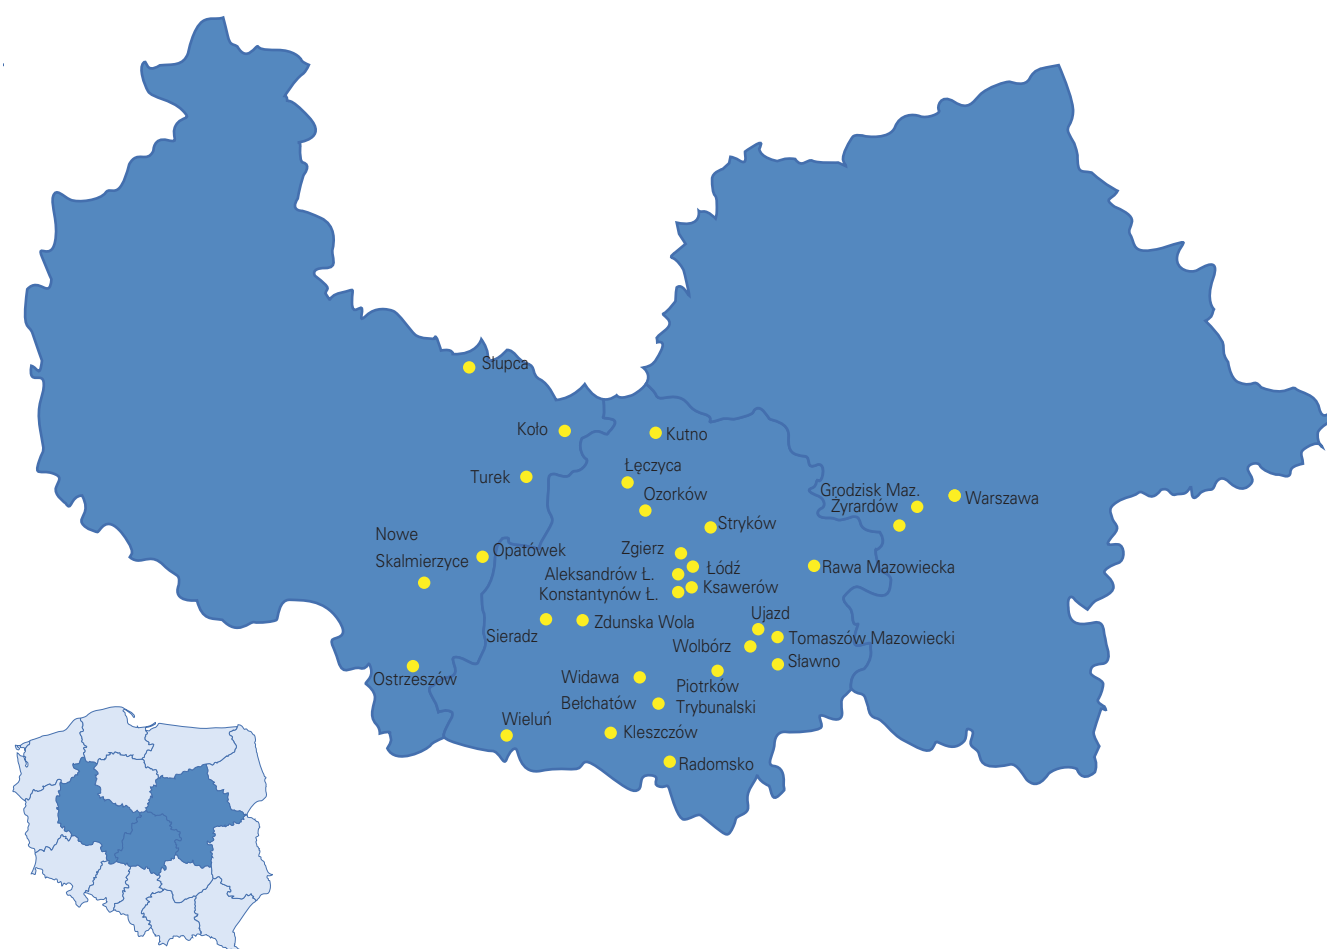 Słupca
Koło
Kutno
Turek
Łęczyca
Ozorków
Grodzisk Maz.
Żyrardów
Warszawa
Stryków
Nowe
Skalmierzyce
Opatówek
Zgierz
Łódź
Rawa Mazowiecka
Aleksandrów Ł.
Ksawerów
Konstantynów Ł.
Ujazd
Sieradz
Zdunska Wola
Tomaszów Mazowiecki
Wolbórz
Sławno
Ostrzeszów
Widawa
Piotrków
Trybunalski
Bełchatów
Wieluń
Kleszczów
Radomsko